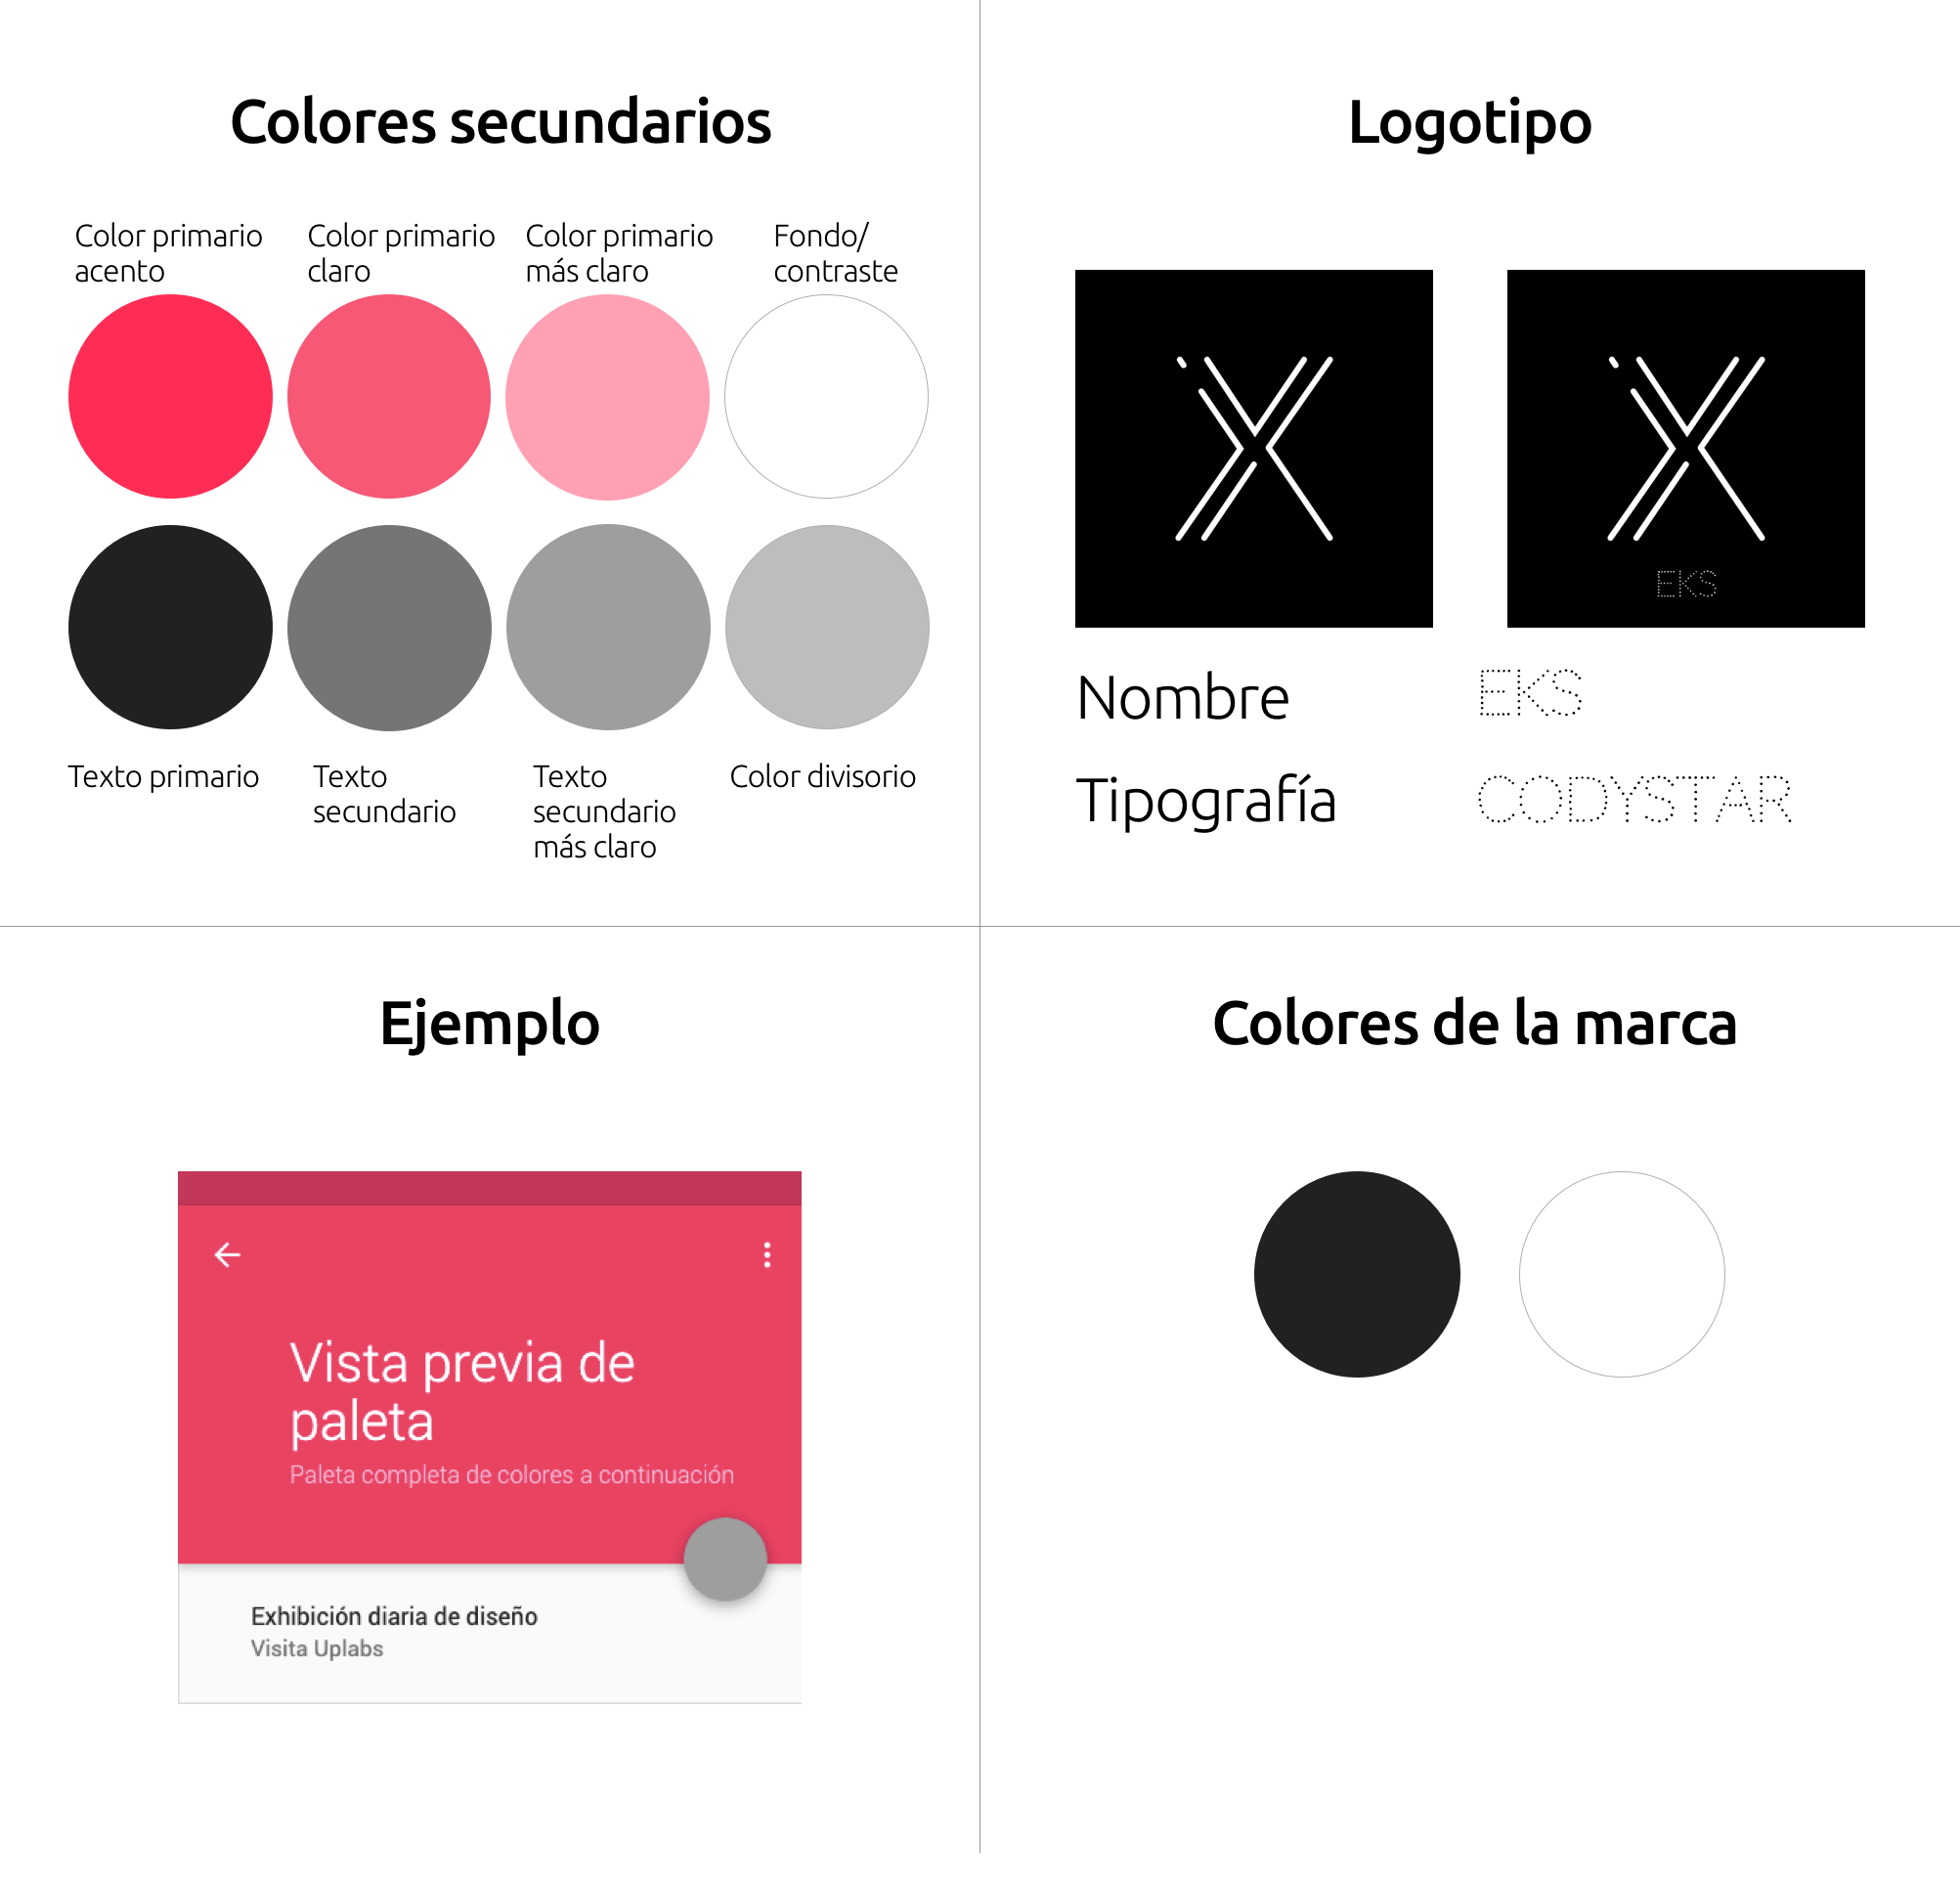 Colores secundarios
Color primario
acento
Color primario
claro
Color primario
más claro
Fondo/
contraste
Texto primario
Texto
secundario
Texto
secundario
más claro
Color divisorio
Logotipo
EKS
Nombre
EKS
Tipografía
CODYSTAR
Ejemplo
Vista previa de
paleta
Paleta completa de colores a continuación
Exhibición diaria de diseño
Visita Uplabs
Colores de la marca